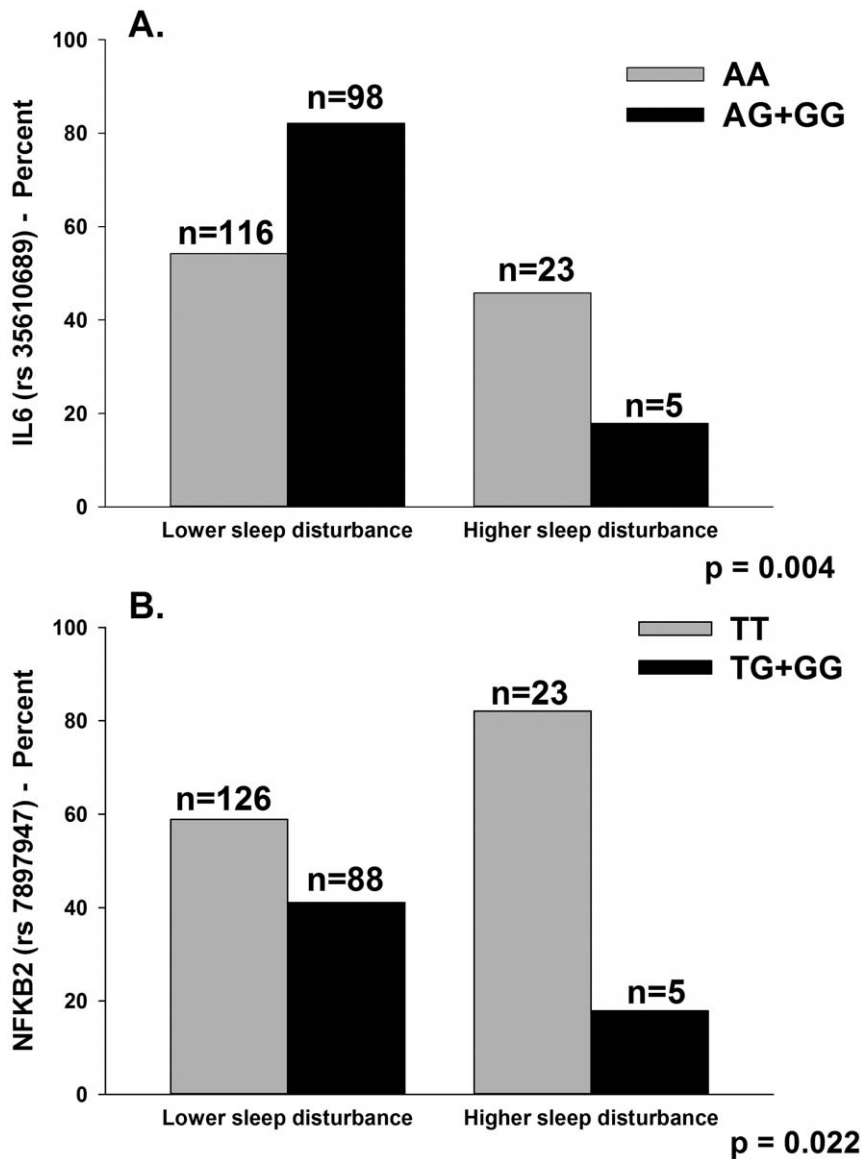 A.
AA
AG+GG
IL6 (rs 35610689) - Percent
100
80
60
40
20
0
n=116
n=98
n=23
n=5
Lower sleep disturbance
Higher sleep disturbance
p = 0.004
B.
TT
TG+GG
NFKB2 (rs 7897947) - Percent
100
80
60
40
20
0
n=126
n=88
n=23
n=5
Lower sleep disturbance
Higher sleep disturbance
p = 0.022